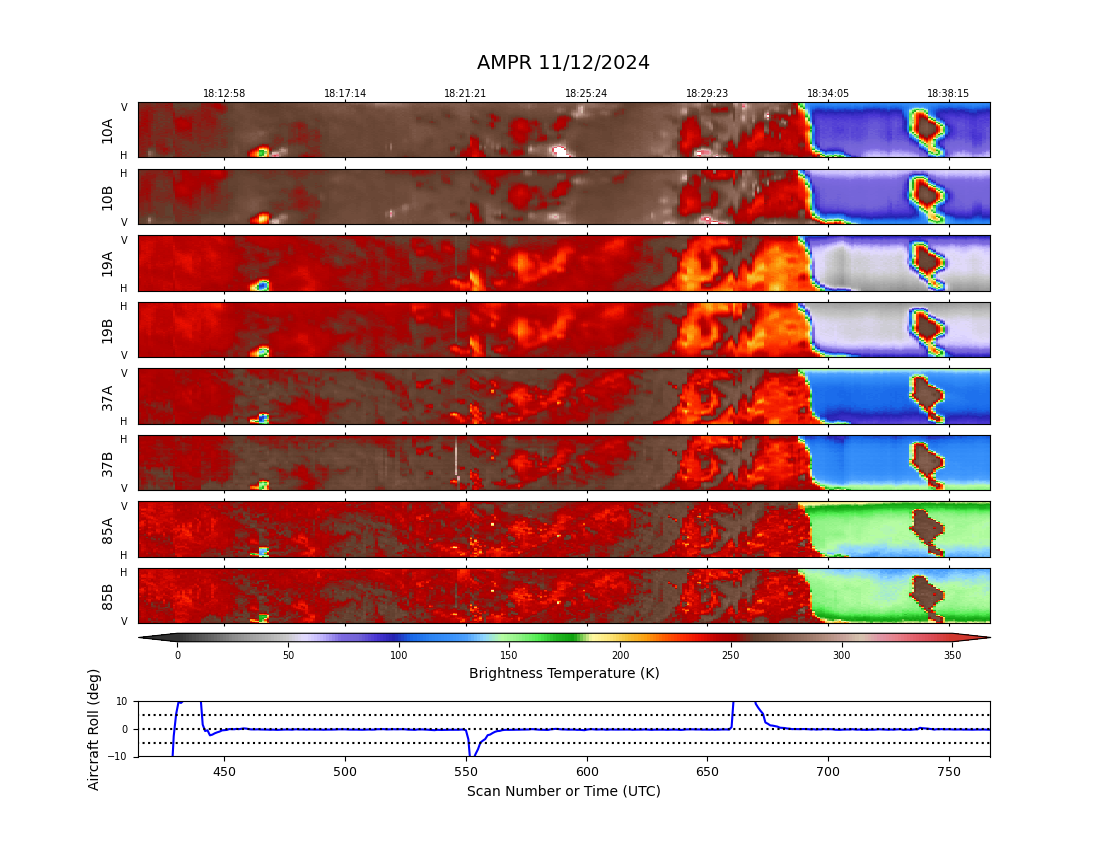 AMPR 11/12/2024
18:12:58 18:17:14 18:21:21 18:25:24 18:29:23 18:34:05 18:38:15
V
10A
H
H
10B
V
V
19A
H
H
19B
V
V
37A
H
H
37B
V
V
85A
H
H
85B
V
0 50 100 150 200 250 300 350
Brightness Temperature (K)
Aircraft Roll (deg)
10
0
−10
450 500 550 600 650 700 750
Scan Number or Time (UTC)